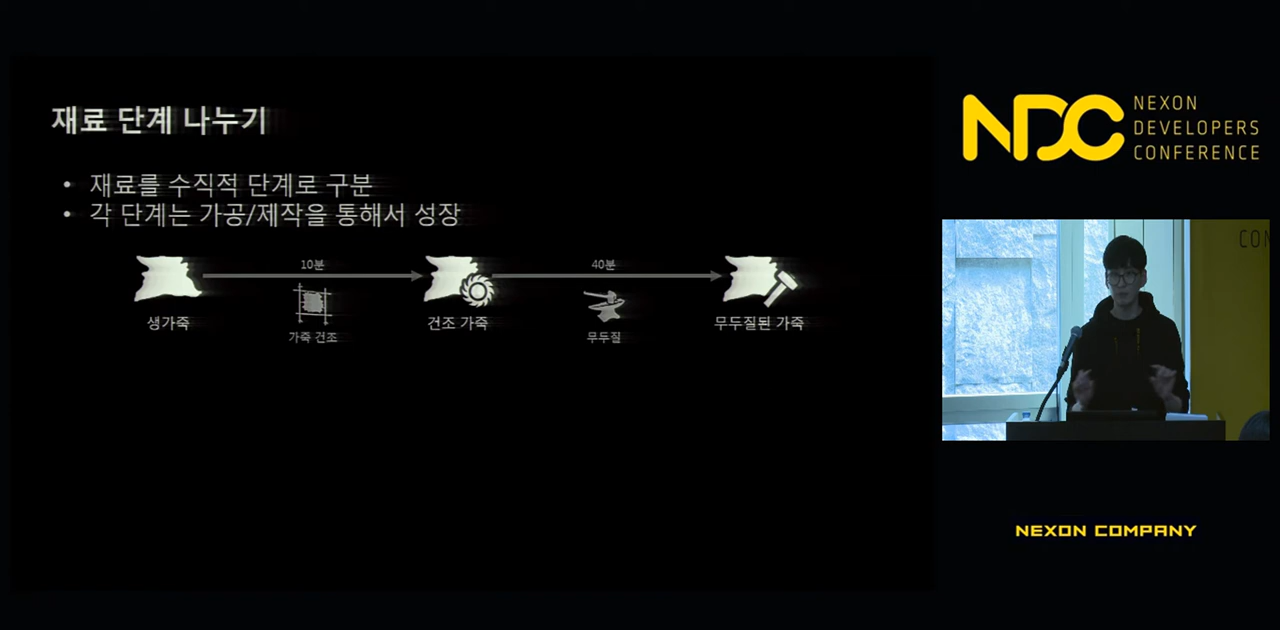 재료 단계 나누기
• 재료를 수직적 단계로 구분
• 각 단계는 가공/제작을 통해서 성장
10분
40분
생가죽
가죽 건조
건조 가죽
무두질
무두질된 가죽
NDC
NEXON
DEVELOPERS
CONFERENCE
CON
NEXON COMPANY